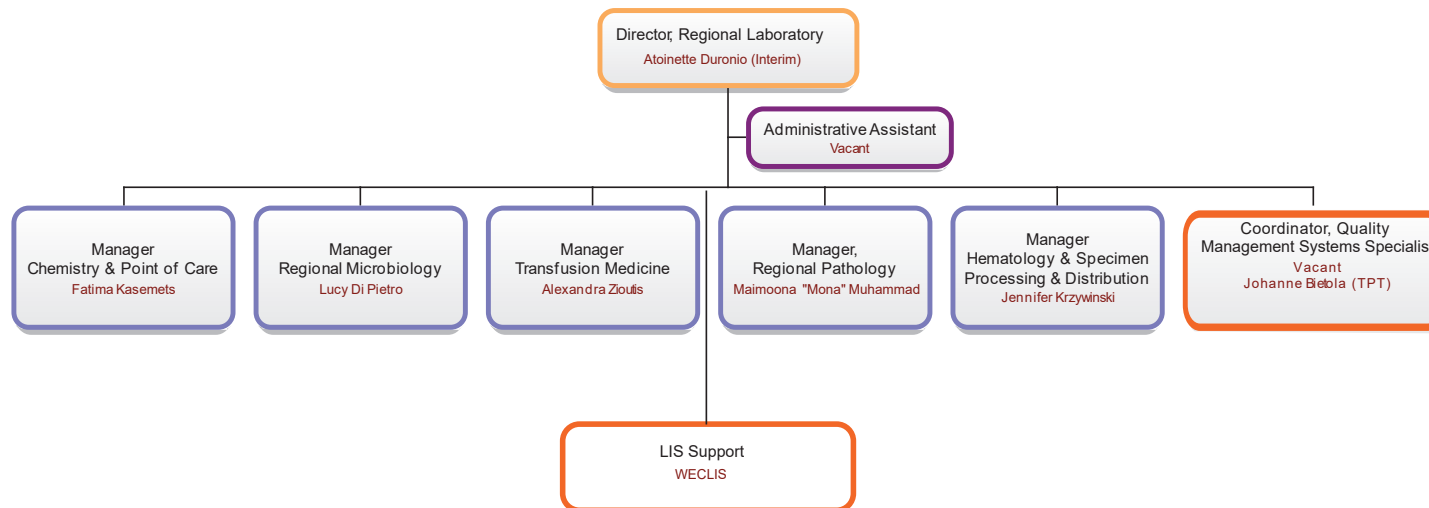 Director, Regional Laboratory
Atoinette Duronio (Interim)
Administrative Assistant
Vacant
Manager
Chemistry & Point of Care
Fatima Kasemets
Manager
Regional Microbiology
Lucy Di Pietro
Manager
Transfusion Medicine
Alexandra Zioutis
Manager,
Regional Pathology
Maimoona "Mona" Muhammad
Manager
Hematology & Specimen
Processing & Distribution
Jennifer Krzywinski
Coordinator, Quality
Management Systems Specialis
Vacant
Johanne Bietola (TPT)
LIS Support
WECLIS